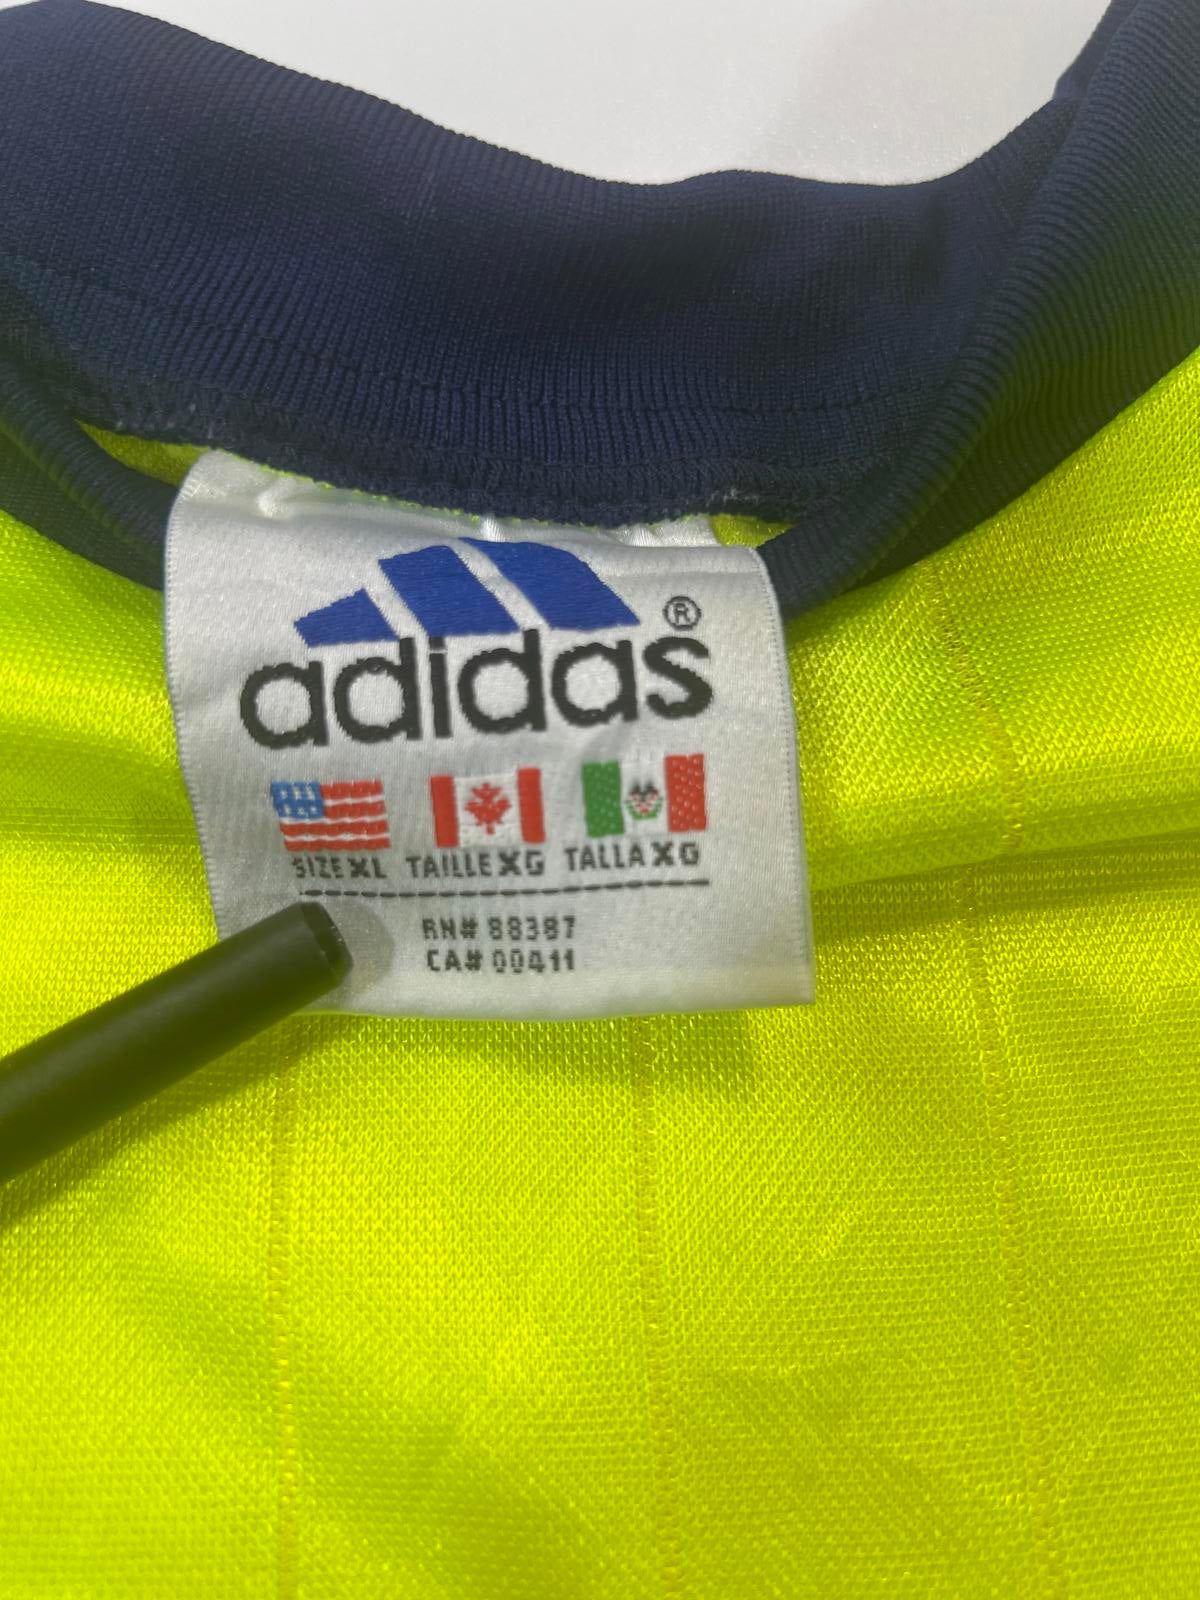 adidas®
SIZE XL TAILLE XG TALLA XG
RN# 88387
CA# 00411